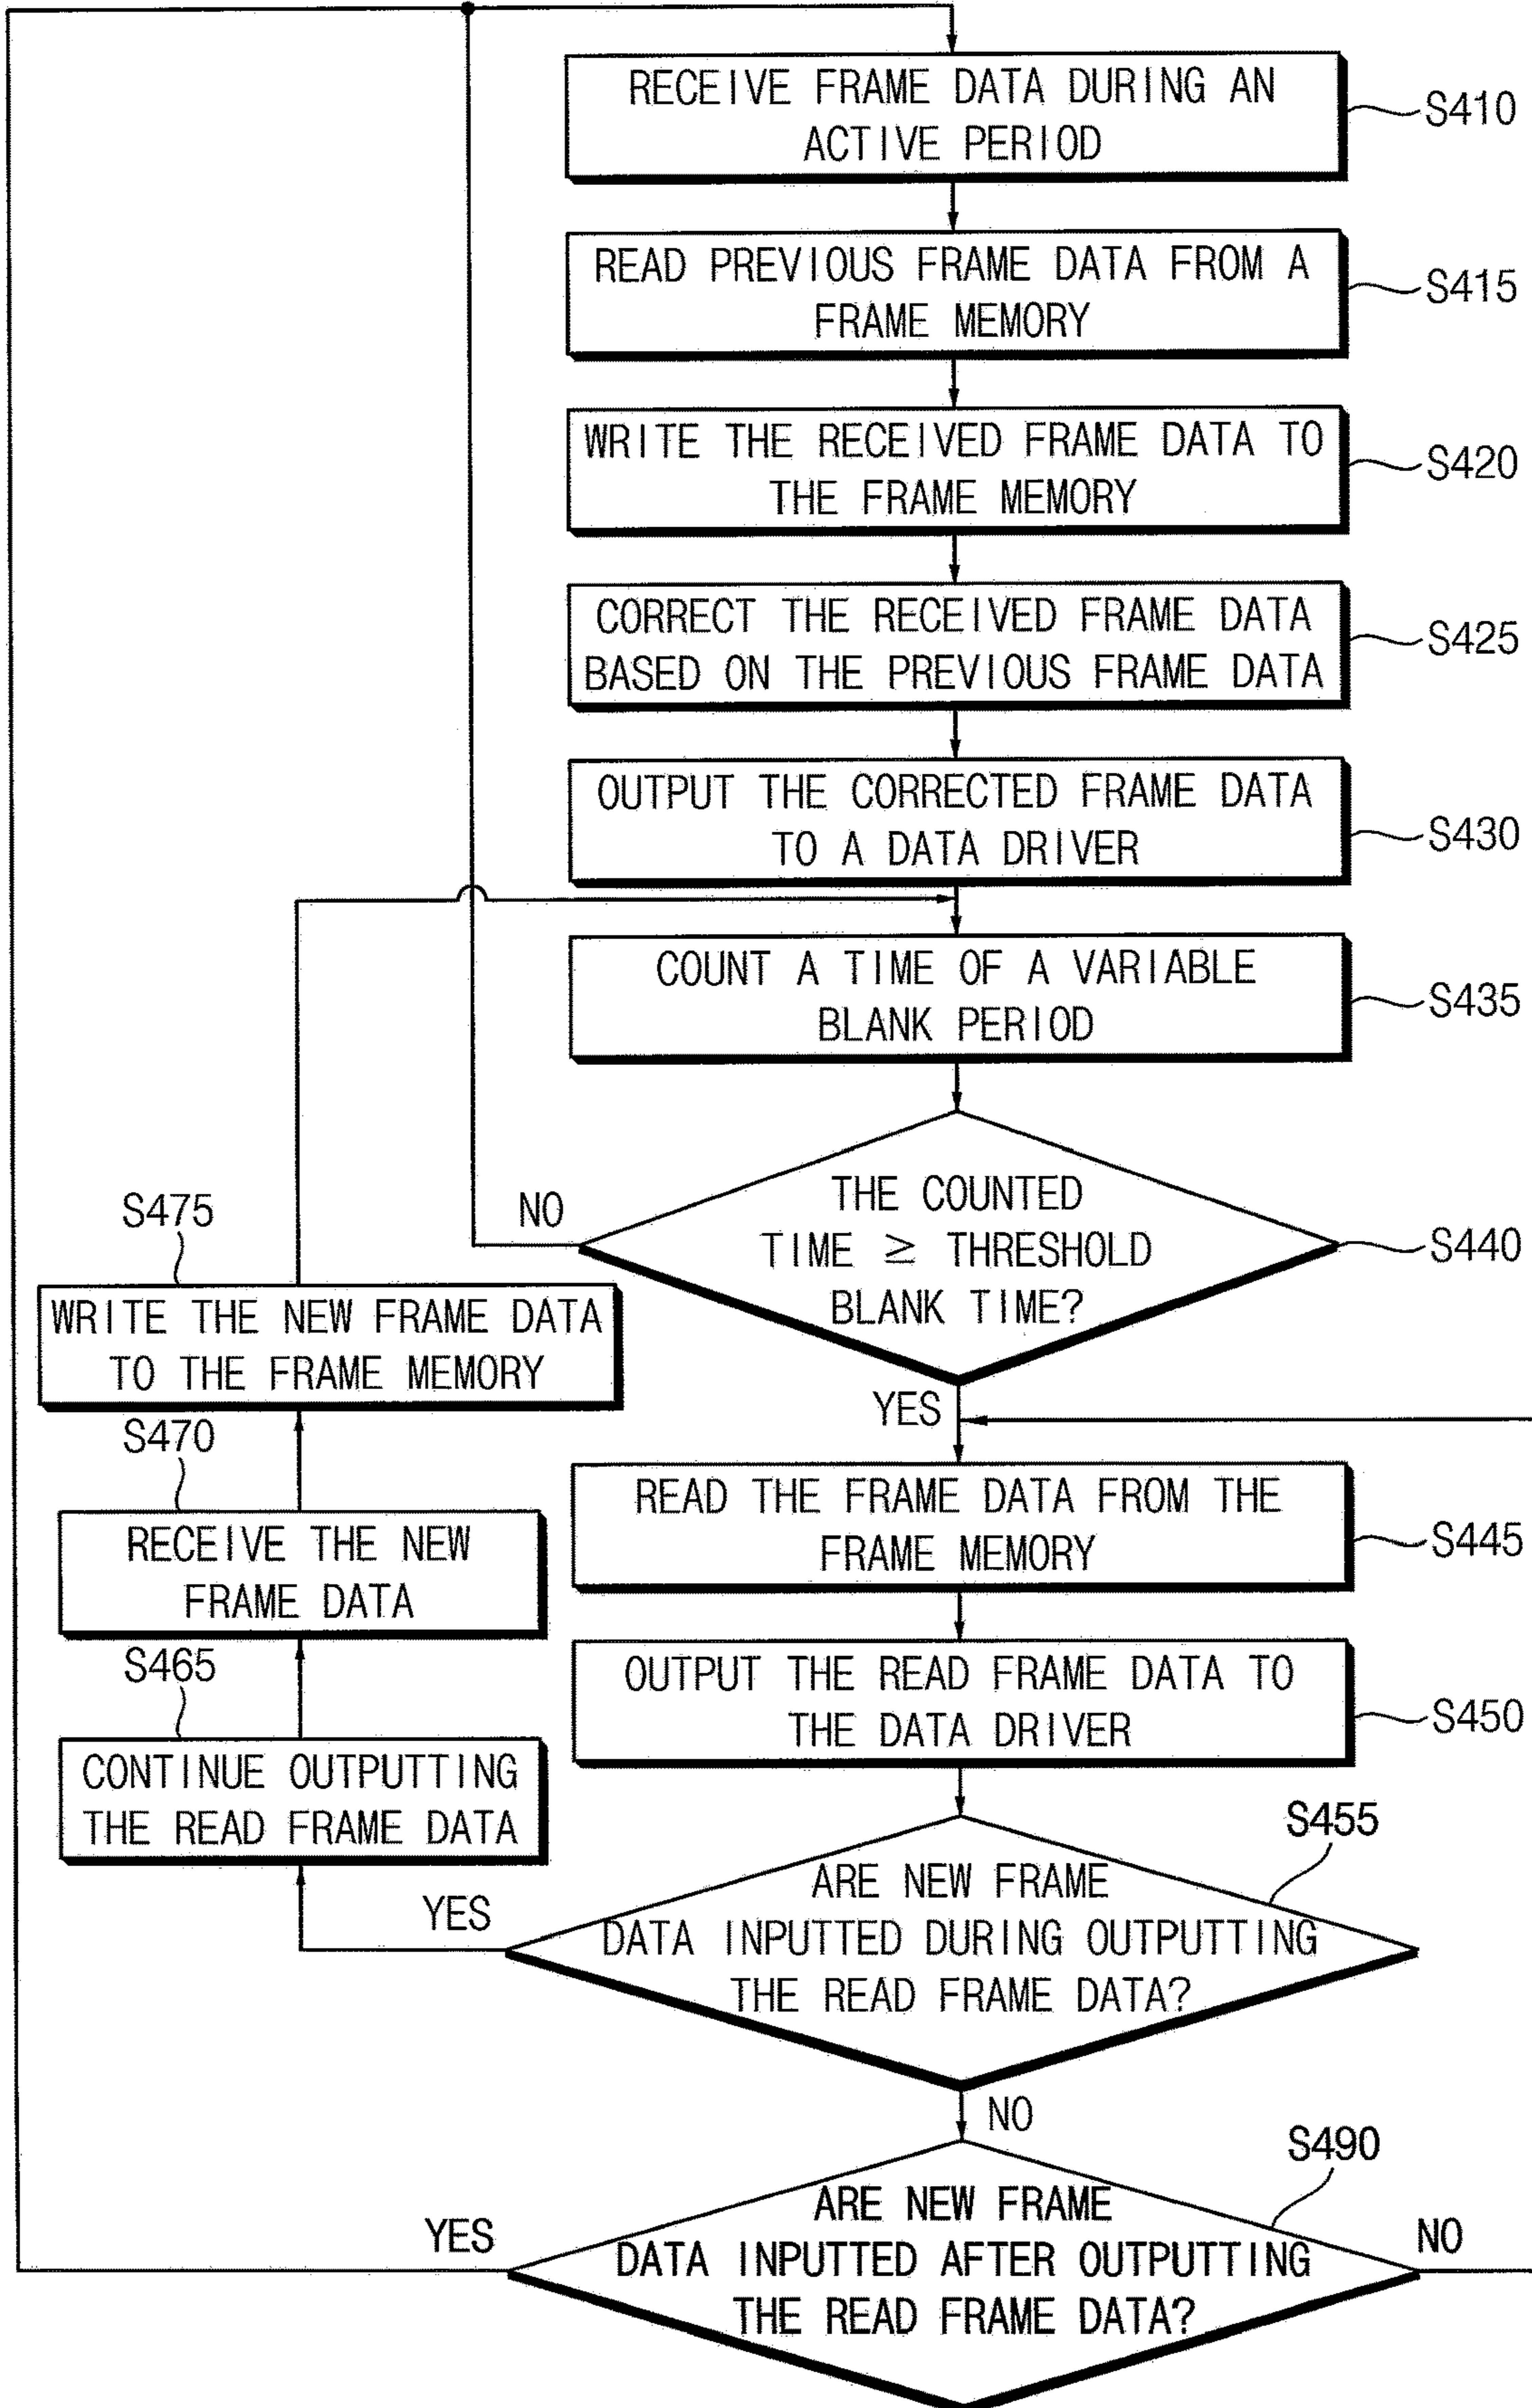 RECEIVE FRAME DATA DURING AN
ACTIVE PERIOD
S410
READ PREVIOUS FRAME DATA FROM A
FRAME MEMORY
S415
WRITE THE RECEIVED FRAME DATA TO
THE FRAME MEMORY
S420
CORRECT THE RECEIVED FRAME DATA
BASED ON THE PREVIOUS FRAME DATA
S425
OUTPUT THE CORRECTED FRAME DATA
TO A DATA DRIVER
S430
COUNT A TIME OF A VARIABLE
BLANK PERIOD
S435
THE COUNTED
TIME ≥ THRESHOLD
BLANK TIME?
S440
NO
YES
S475
WRITE THE NEW FRAME DATA
TO THE FRAME MEMORY
S470
RECEIVE THE NEW
FRAME DATA
S465
CONTINUE OUTPUTTING
THE READ FRAME DATA
READ THE FRAME DATA FROM THE
FRAME MEMORY
S445
OUTPUT THE READ FRAME DATA TO
THE DATA DRIVER
S450
S455
ARE NEW FRAME
DATA INPUTTED DURING OUTPUTTING
THE READ FRAME DATA?
YES
NO
S490
ARE NEW FRAME
DATA INPUTTED AFTER OUTPUTTING
THE READ FRAME DATA?
YES
NO